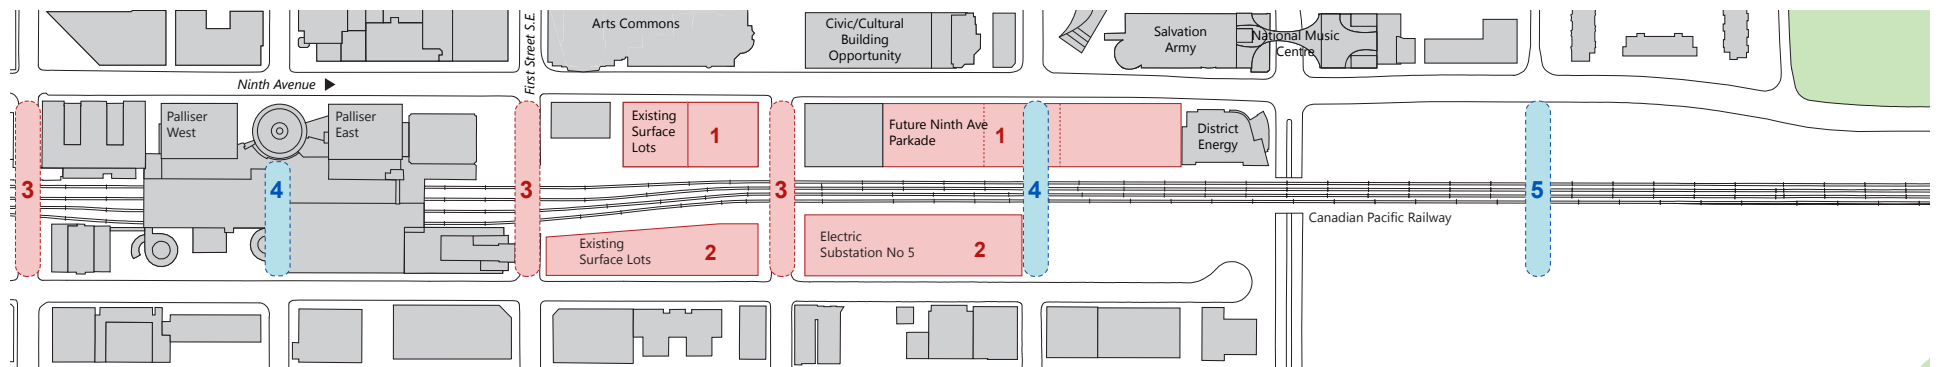 Arts Commons
Civic/Cultural
Building
Opportunity
Salvation
Army
National Music
Centre
First Street S.E.
Ninth Avenue
Palliser
West
Palliser
East
Existing
Surface
Lots
1
Future Ninth Ave
Parkade
1
District
Energy
3
4
3
3
4
5
Canadian Pacific Railway
Existing
Surface Lots
2
Electric
Substation No 5
2